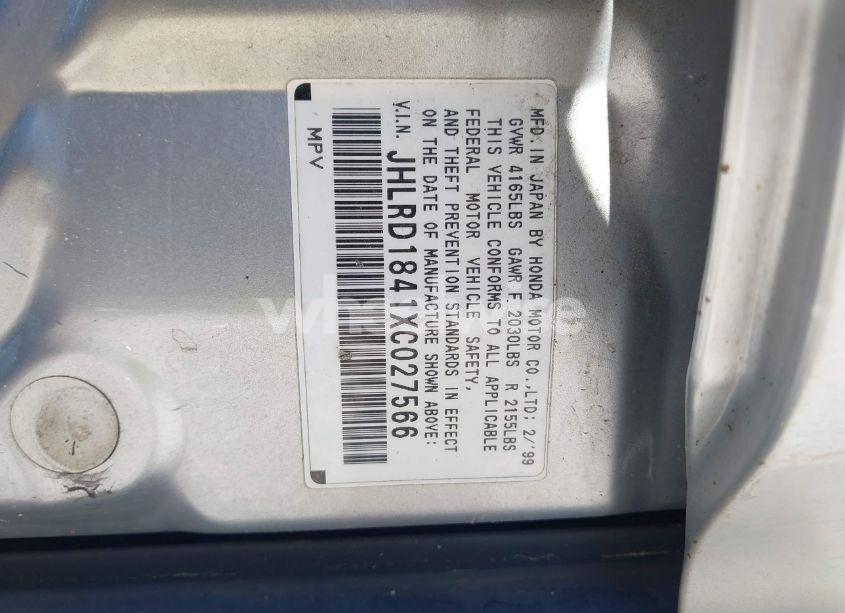 MFD. IN JAPAN BY HONDA MOTOR CO.,LTD; 2/'99
GVWR 4165LBS GAWR F 2030LBS R 2155LBS
THIS VEHICLE CONFORMS TO ALL APPLICABLE
FEDERAL MOTOR VEHICLE SAFETY,
AND THEFT PREVENTION STANDARDS IN EFFECT
ON THE DATE OF MANUFACTURE SHOWN ABOVE:
V.I.N. JHLRD1841XC027566
MPV